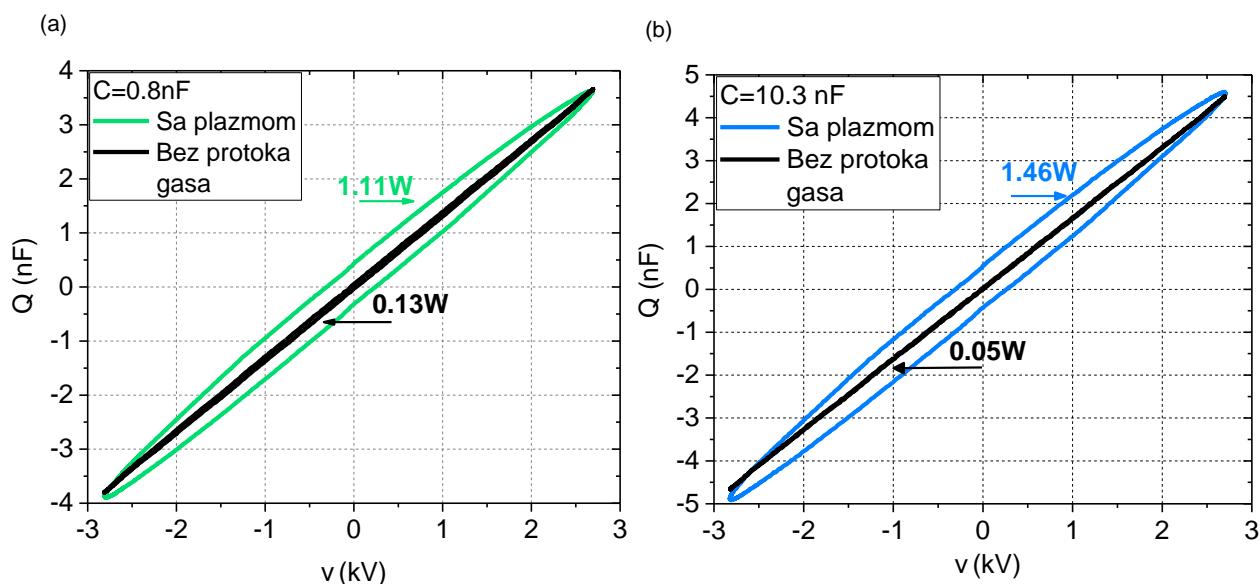 (a)
C=0.8nF
Sa plazmom
Bez protoka
gasa
1.11W
0.13W
Q (nF)
4
3
2
1
0
-1
-2
-3
-4
-3 -2 -1 0 1 2 3
v (kV)
(b)
C=10.3 nF
Sa plazmom
Bez protoka
gasa
1.46W
0.05W
Q (nF)
5
4
3
2
1
0
-1
-2
-3
-4
-5
-3 -2 -1 0 1 2 3
v (kV)